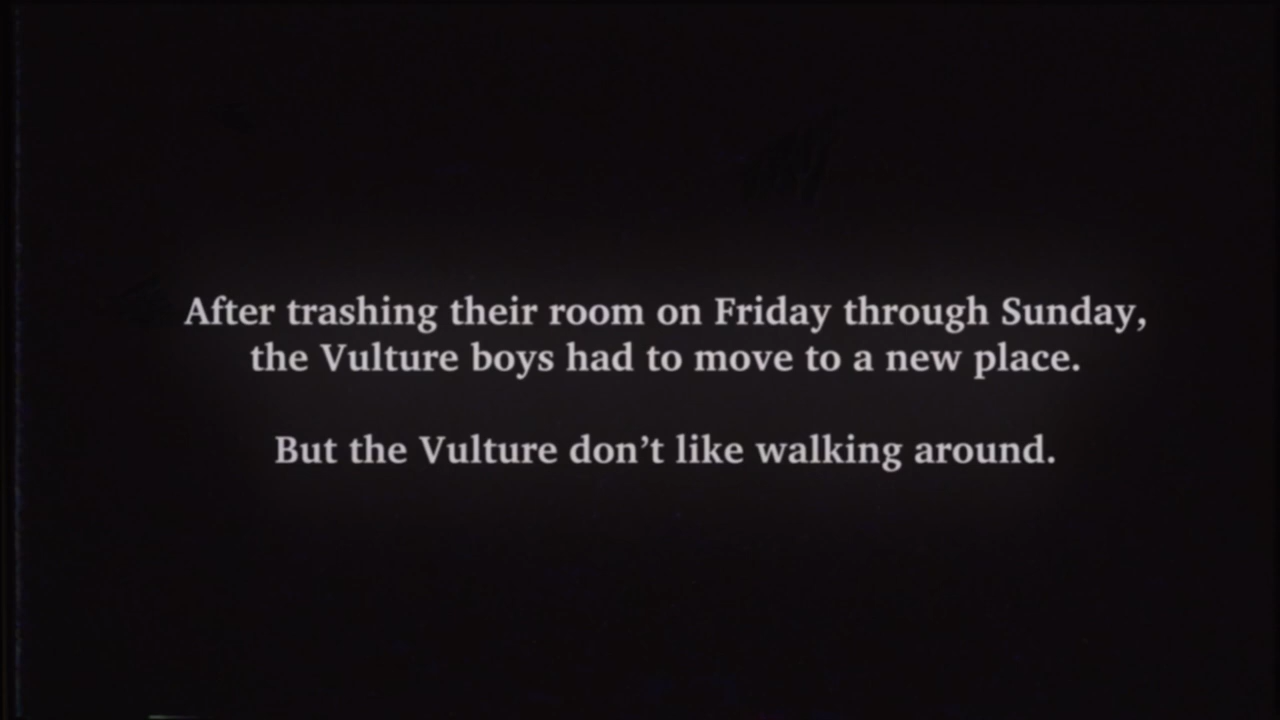 After trashing their room on Friday through Sunday,
the Vulture boys had to move to a new place.
But the Vulture don’t like walking around.